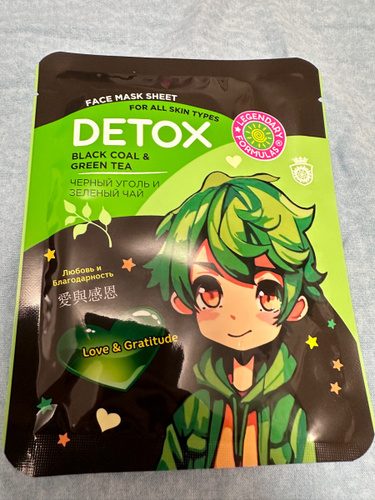 FACE MASK SHEET
FOR ALL SKIN TYPES
DETOX
BLACK COAL &
GREEN TEA
ЧЕРНЫЙ УГОЛЬ И
ЗЕЛЕНЫЙ ЧАЙ
LEGENDARY
FORMULAS ®
Любовь и
Благодарность
愛與感恩
Love & Gratitude